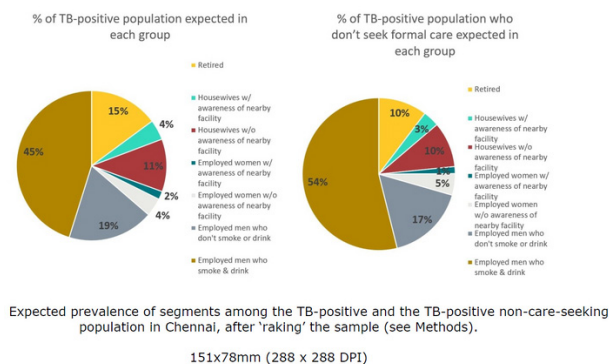 % of TB-positive population expected in
each group
15%
4%
11%
2%
4%
19%
45%
Retired
Housewives w/
awareness of nearby
facility
Housewives w/o
awareness of nearby
facility
Employed women w/
awareness of nearby
facility
Employed women w/o
awareness of nearby
facility
Employed men who
don't smoke or drink
Employed men who
smoke & drink
% of TB-positive population who
don't seek formal care expected in
each group
10%
3%
10%
1%
5%
17%
54%
Retired
Housewives w/
awareness of nearby
facility
Housewives w/o
awareness of nearby
facility
Employed women w/
awareness of nearby
facility
Employed women
w/o awareness of
nearby facility
Employed men who
don't smoke or drink
Employed men who
smoke & drink
Expected prevalence of segments among the TB-positive and the TB-positive non-care-seeking
population in Chennai, after ‘raking’ the sample (see Methods).
151x78mm (288 x 288 DPI)